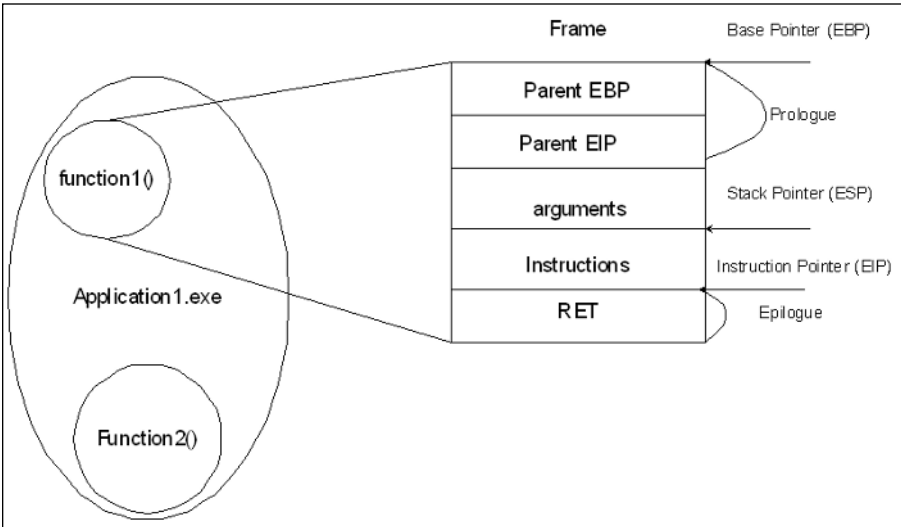 Frame
Base Pointer (EBP)
Parent EBP
Prologue
Parent EIP
function1()
Stack Pointer (ESP)
arguments
Instructions
Instruction Pointer (EIP)
Application1.exe
RET
Epilogue
Function2()